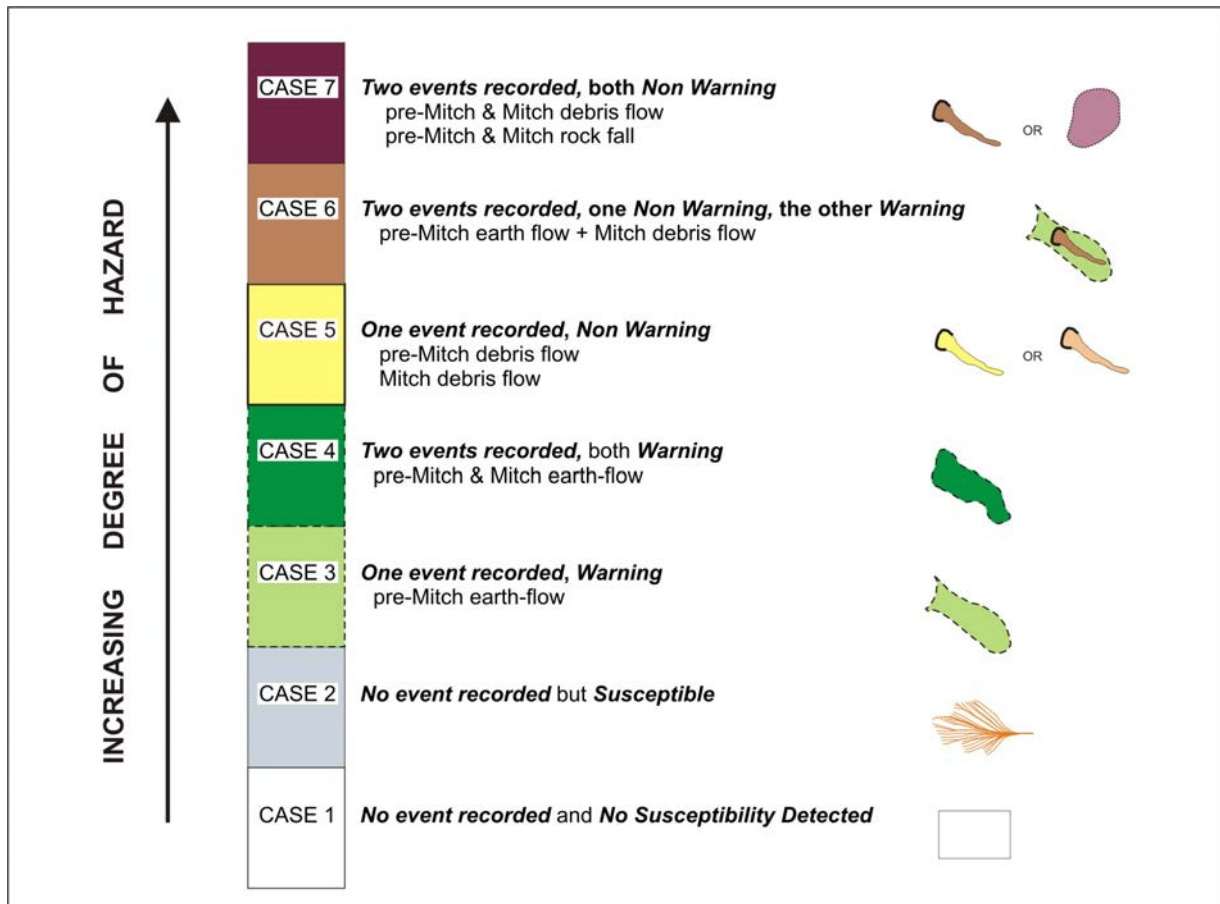 INCREASING DEGREE OF HAZARD
CASE 7
Two events recorded, both Non Warning
pre-Mitch & Mitch debris flow
pre-Mitch & Mitch rock fall
OR
CASE 6
Two events recorded, one Non Warning, the other Warning
pre-Mitch earth flow + Mitch debris flow
CASE 5
One event recorded, Non Warning
pre-Mitch debris flow
Mitch debris flow
OR
CASE 4
Two events recorded, both Warning
pre-Mitch & Mitch earth-flow
CASE 3
One event recorded, Warning
pre-Mitch earth-flow
CASE 2
No event recorded but Susceptible
CASE 1
No event recorded and No Susceptibility Detected